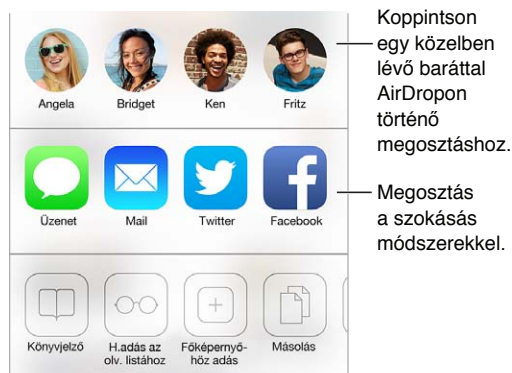 Angela Bridget Ken Fritz
Koppintson
egy közelben
lévő baráttal
AirDropon
történő
megosztáshoz.
Üzenet Mail Twitter Facebook
Megosztás
a szokásás
módszerekkel.
Könyvjelző H.adás az olv. listához Főképernyő-höz adás Másolás